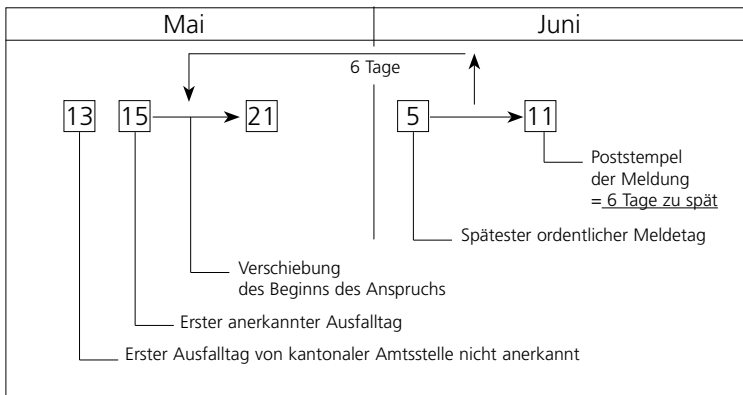 Mai Juni
6 Tage
13 15 21 5 11
Poststempel
der Meldung
= 6 Tage zu spät
Spätester ordentlicher Meldetag
Verschiebung
des Beginns des Anspruchs
Erster anerkannter Ausfalltag
Erster Ausfalltag von kantonaler Amtsstelle nicht anerkannt